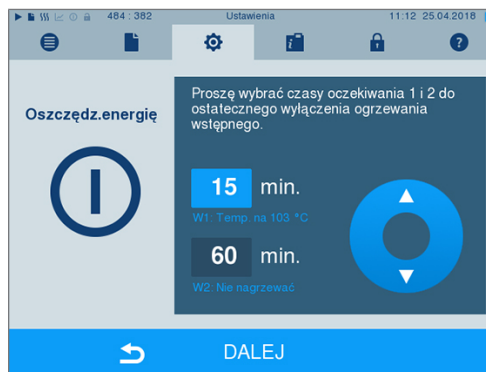 484 : 382 Ustawienia 11:12 25.04.2018
Oszczędz.energię
Proszę wybrać czasy oczekiwania 1 i 2 do
ostatecznego wyłączenia ogrzewania
wstępnego.
15 min.
W1: Temp. na 103 °C
60 min.
W2: Nie nagrzewać
DALEJ